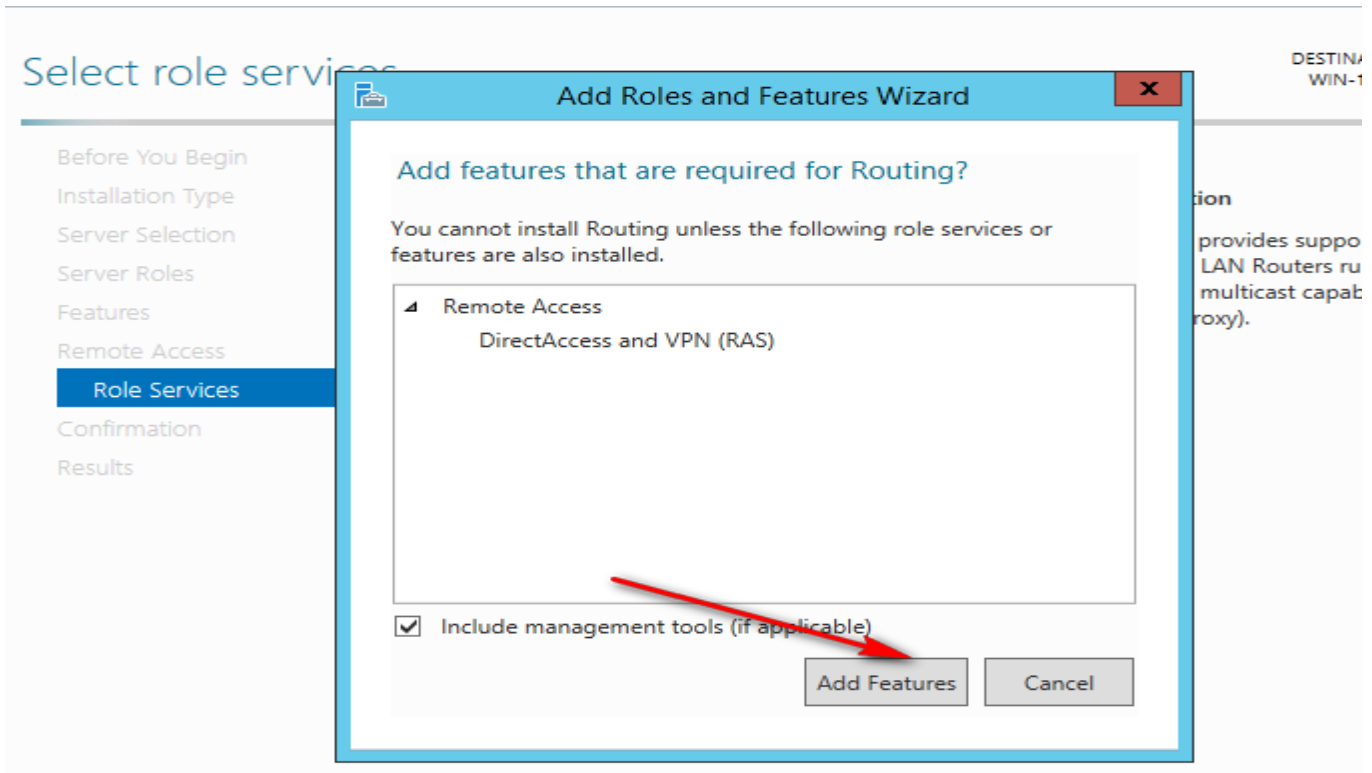 Select role services
DESTINA
WIN-1
Before You Begin
Installation Type
Server Selection
Server Roles
Features
Remote Access
Role Services
Confirmation
Results
Add Roles and Features Wizard
x
Add features that are required for Routing?
You cannot install Routing unless the following role services or
features are also installed.
Remote Access
DirectAccess and VPN (RAS)
Include management tools (if applicable)
Add Features
Cancel
tion
provides suppo
LAN Routers ru
multicast capab
roxy).